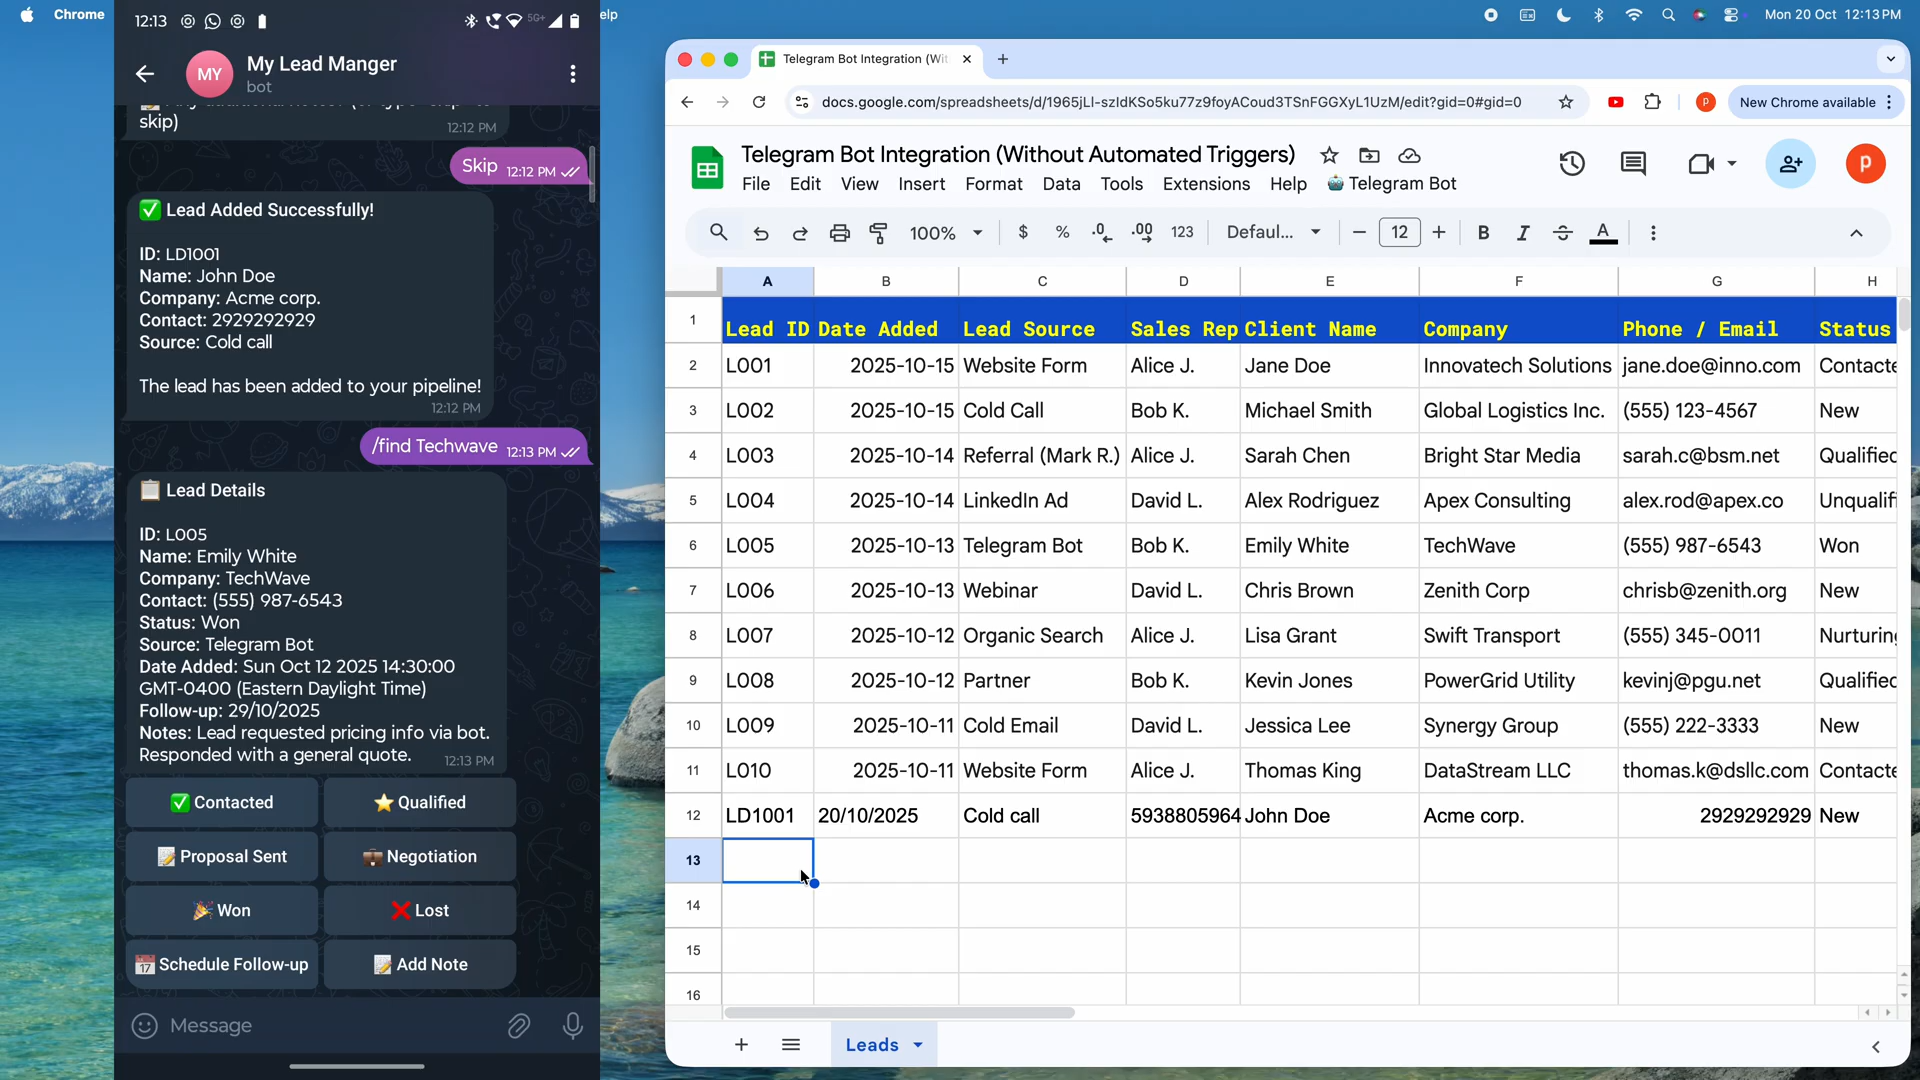 Chrome
elp
Mon 20 Oct 12:13 PM
12:13
5G+
MY
My Lead Manger
bot
skip)
12:12 PM
Skip 12:12 PM
✅ Lead Added Successfully!
ID: LD1001
Name: John Doe
Company: Acme corp.
Contact: 2929292929
Source: Cold call
The lead has been added to your pipeline!
12:12 PM
/find Techwave 12:13 PM
📋 Lead Details
ID: L005
Name: Emily White
Company: TechWave
Contact: (555) 987-6543
Status: Won
Source: Telegram Bot
Date Added: Sun Oct 12 2025 14:30:00
GMT-0400 (Eastern Daylight Time)
Follow-up: 29/10/2025
Notes: Lead requested pricing info via bot.
Responded with a general quote. 12:13 PM
✅ Contacted
⭐ Qualified
📝 Proposal Sent
💼 Negotiation
🎉 Won
❌ Lost
📅 Schedule Follow-up
📝 Add Note
Message
Telegram Bot Integration (Wit
docs.google.com/spreadsheets/d/1965jLl-szIdKSo5ku77z9foyACoud3TSnFGGXyL1UzM/edit?gid=0#gid=0
p
New Chrome available
Telegram Bot Integration (Without Automated Triggers)
File Edit View Insert Format Data Tools Extensions Help 🤖 Telegram Bot
p
100% $ % .0 .00 123 Defaul... − 12 + B I S A
A B C D E F G H
1 Lead ID Date Added Lead Source Sales Rep Client Name Company Phone / Email Status
2 L001 2025-10-15 Website Form Alice J. Jane Doe Innovatech Solutions jane.doe@inno.com Contacte
3 L002 2025-10-15 Cold Call Bob K. Michael Smith Global Logistics Inc. (555) 123-4567 New
4 L003 2025-10-14 Referral (Mark R.) Alice J. Sarah Chen Bright Star Media sarah.c@bsm.net Qualified
5 L004 2025-10-14 LinkedIn Ad David L. Alex Rodriguez Apex Consulting alex.rod@apex.co Unqualifi
6 L005 2025-10-13 Telegram Bot Bob K. Emily White TechWave (555) 987-6543 Won
7 L006 2025-10-13 Webinar David L. Chris Brown Zenith Corp chrisb@zenith.org New
8 L007 2025-10-12 Organic Search Alice J. Lisa Grant Swift Transport (555) 345-0011 Nurturing
9 L008 2025-10-12 Partner Bob K. Kevin Jones PowerGrid Utility kevinj@pgu.net Qualified
10 L009 2025-10-11 Cold Email David L. Jessica Lee Synergy Group (555) 222-3333 New
11 L010 2025-10-11 Website Form Alice J. Thomas King DataStream LLC thomas.k@dsllc.com Contacte
12 LD1001 20/10/2025 Cold call 5938805964 John Doe Acme corp. 2929292929 New
13
14
15
16
Leads